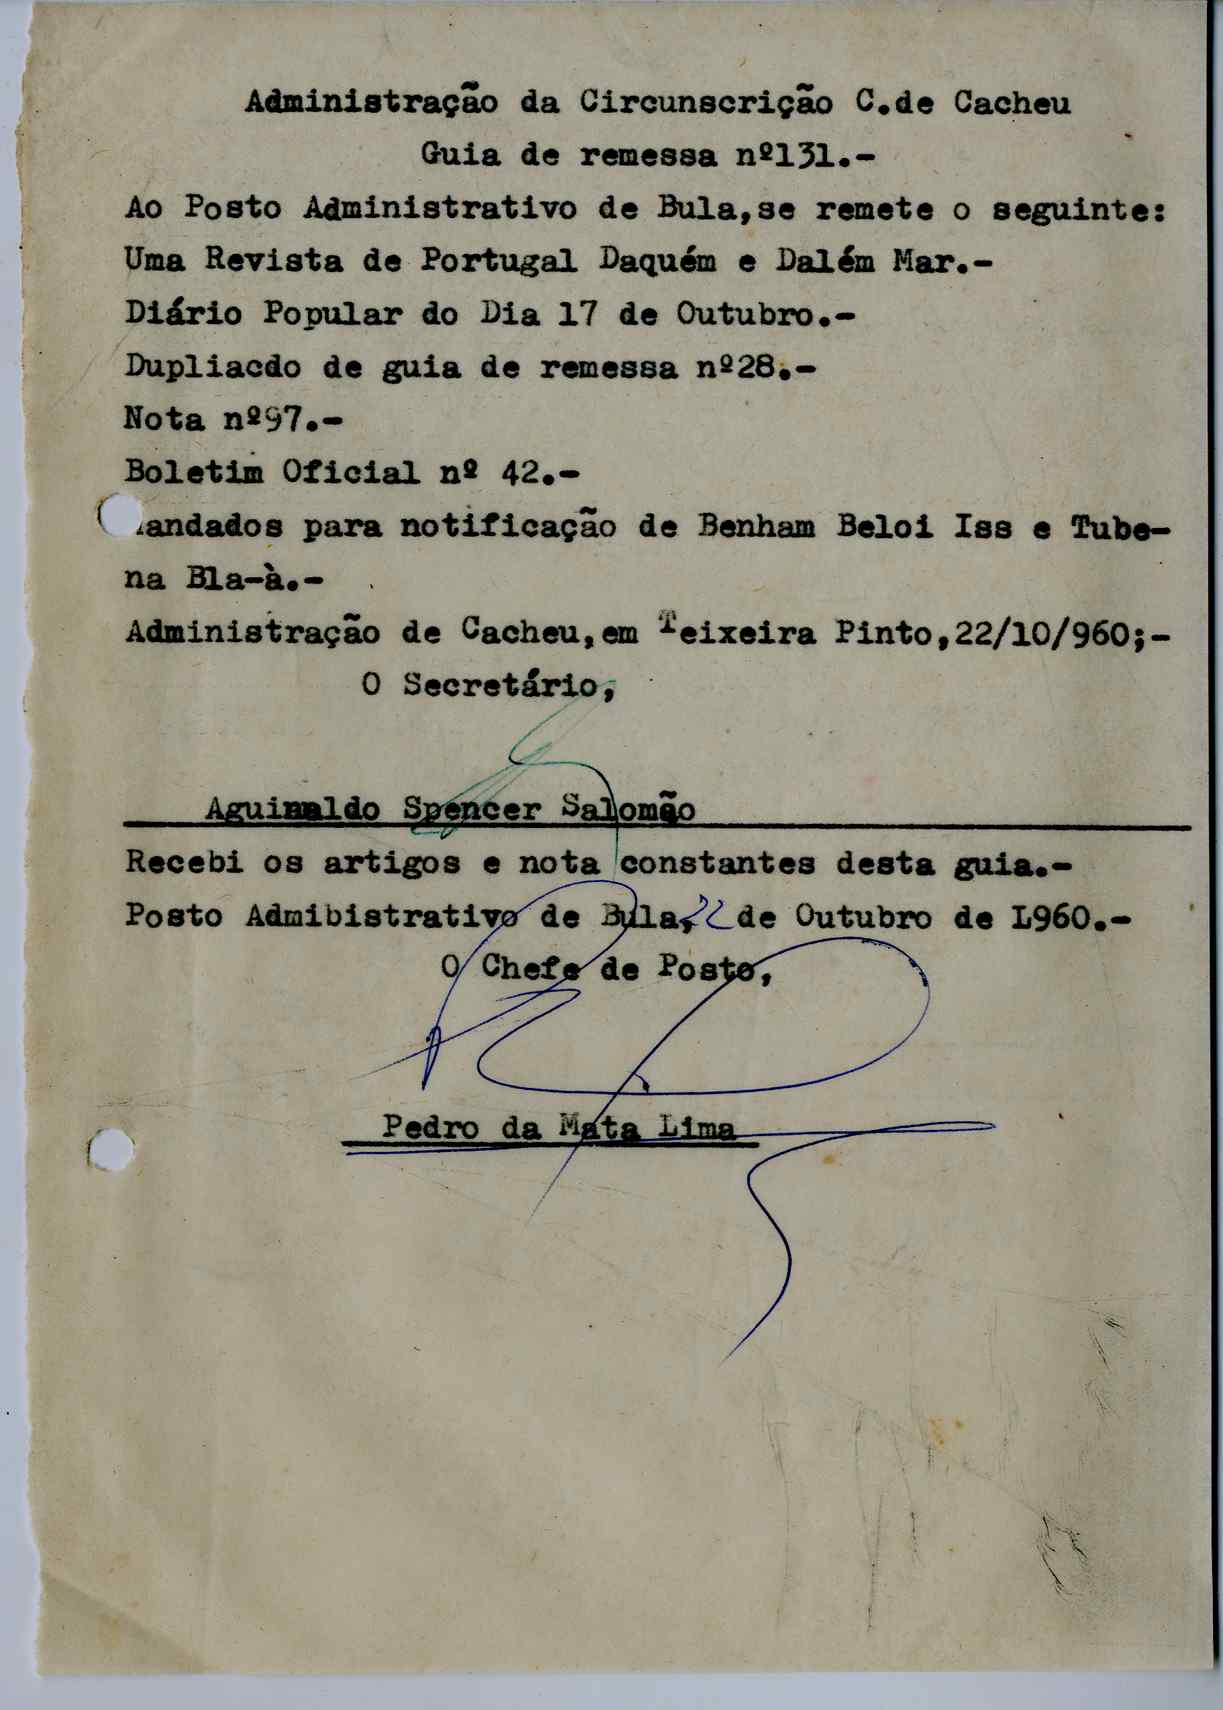 Administração da Circunscrição C.de Cacheu
Guia de remessa nº131.-
Ao Posto Administrativo de Bula,se remete o seguinte:
Uma Revista de Portugal Daquém e Dalém Mar.-
Diário Popular do Dia 17 de Outubro.-
Dupliacdo de guia de remessa nº28.-
Nota nº97.-
Boletim Oficial nº 42.-
andados para notificação de Benham Beloi Iss e Tube-
na Bla-à.-
Administração de Cacheu,em Teixeira Pinto,22/10/960;-
O Secretário,
Aguinaldo Spencer Salomão
Recebi os artigos e nota constantes desta guia.-
Posto Admibistrativo de Bula, 22 de Outubro de L960.-
O Chefe de Posto,
Pedro da Mata Lima